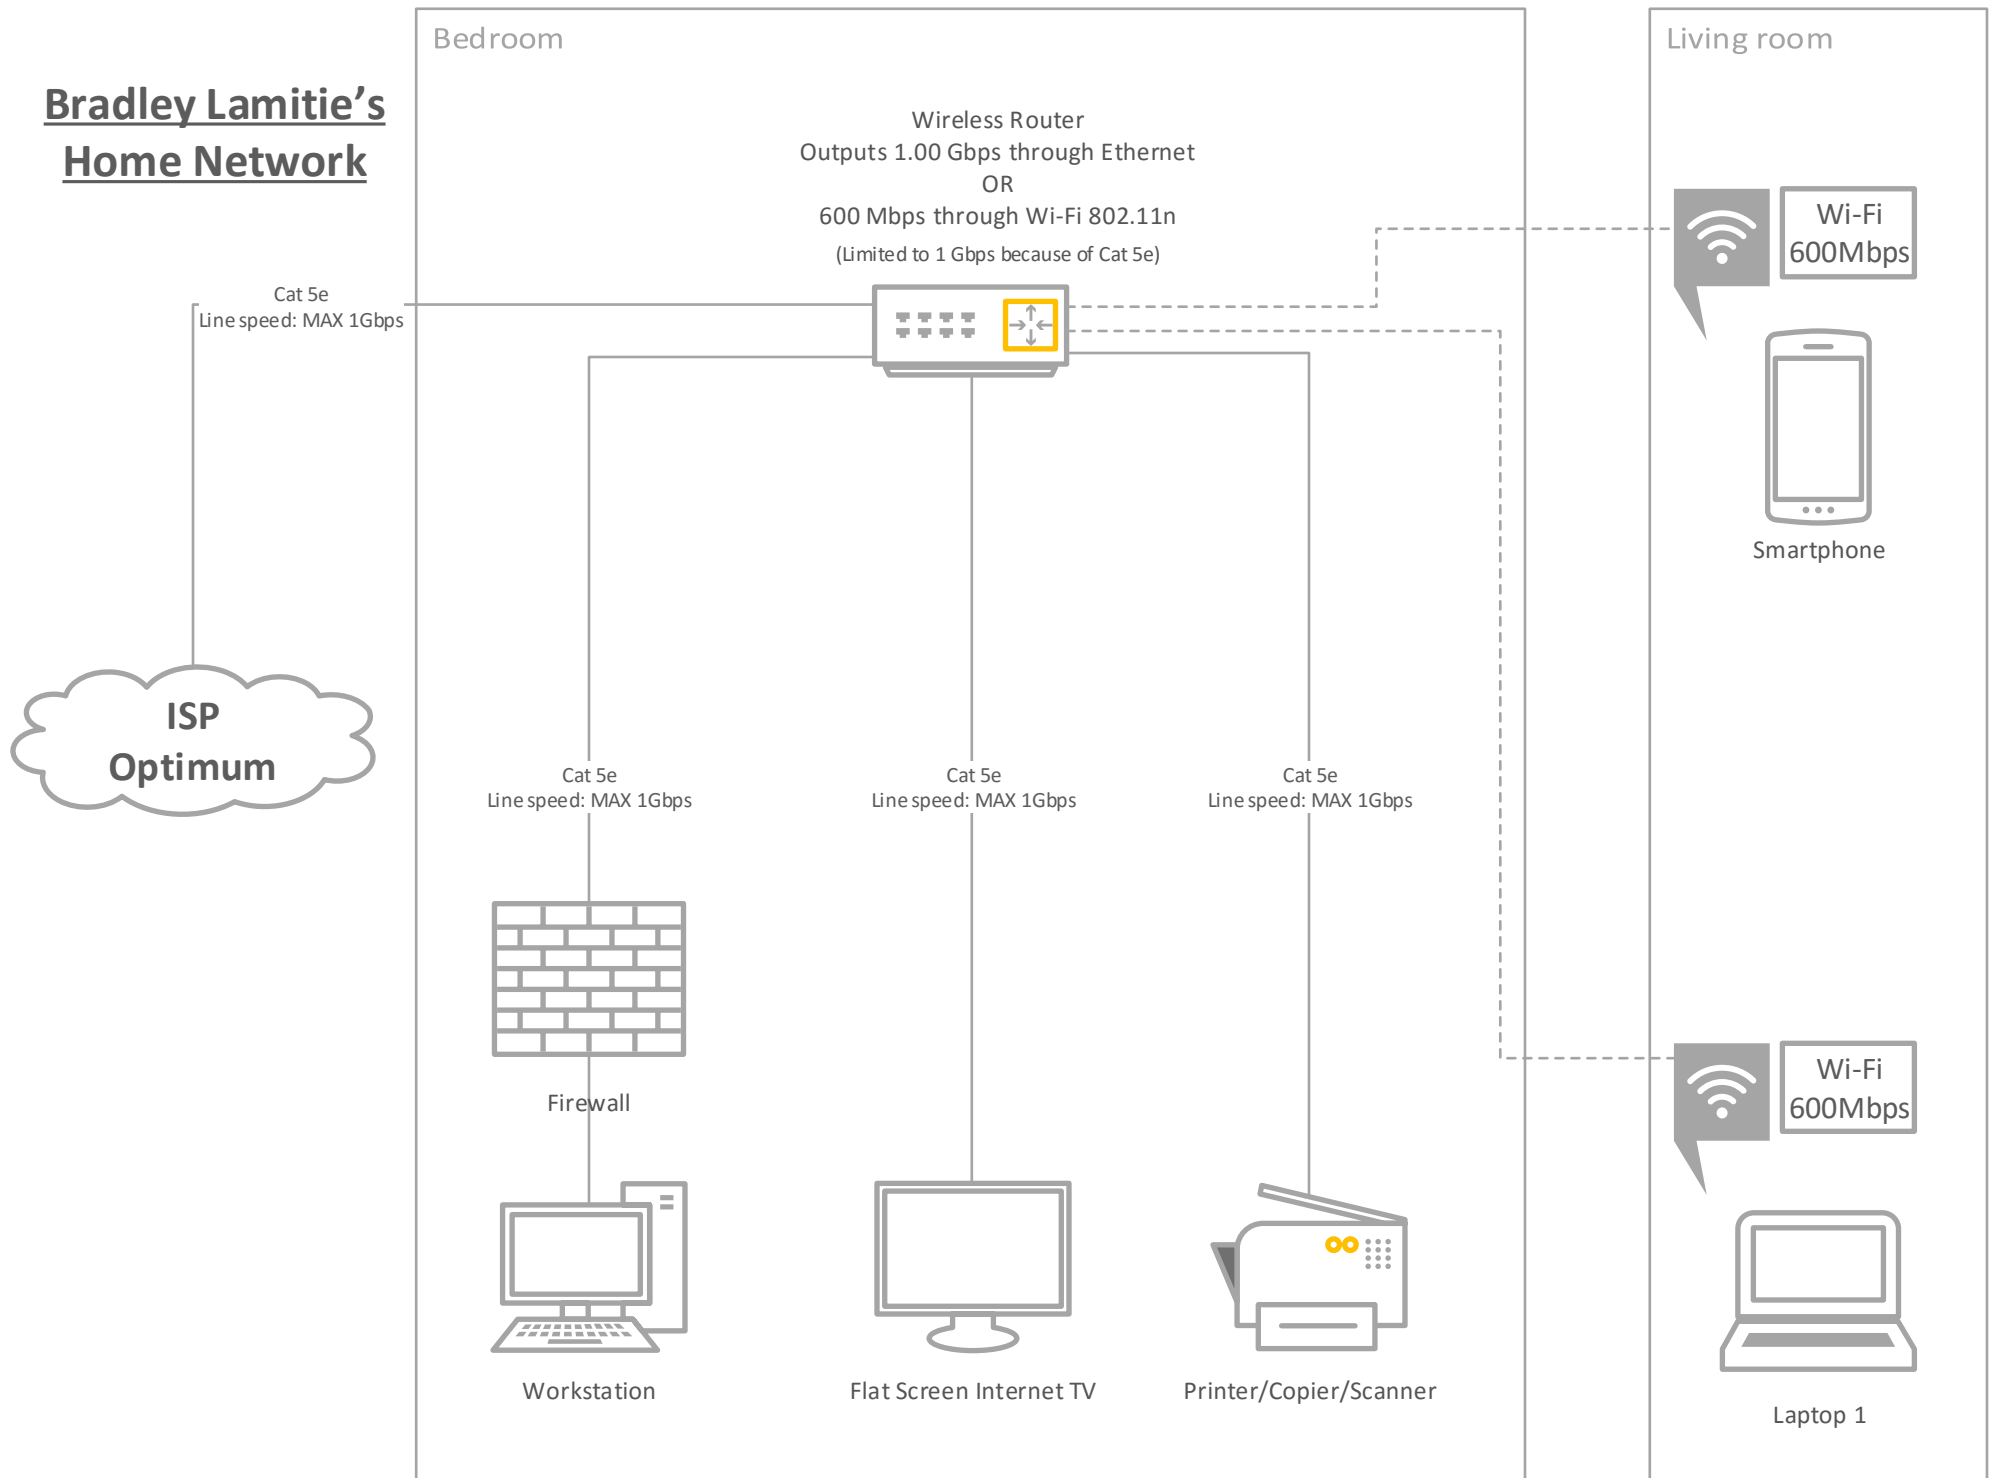 Bedroom
Living room
Bradley Lamitie’s
Home Network
Wireless Router
Outputs 1.00 Gbps through Ethernet
OR
600 Mbps through Wi-Fi 802.11n
(Limited to 1 Gbps because of Cat 5e)
Wi-Fi
600Mbps
Cat 5e
Line speed: MAX 1Gbps
Smartphone
ISP
Optimum
Cat 5e
Line speed: MAX 1Gbps
Cat 5e
Line speed: MAX 1Gbps
Cat 5e
Line speed: MAX 1Gbps
Firewall
Wi-Fi
600Mbps
Workstation
Flat Screen Internet TV
Printer/Copier/Scanner
Laptop 1